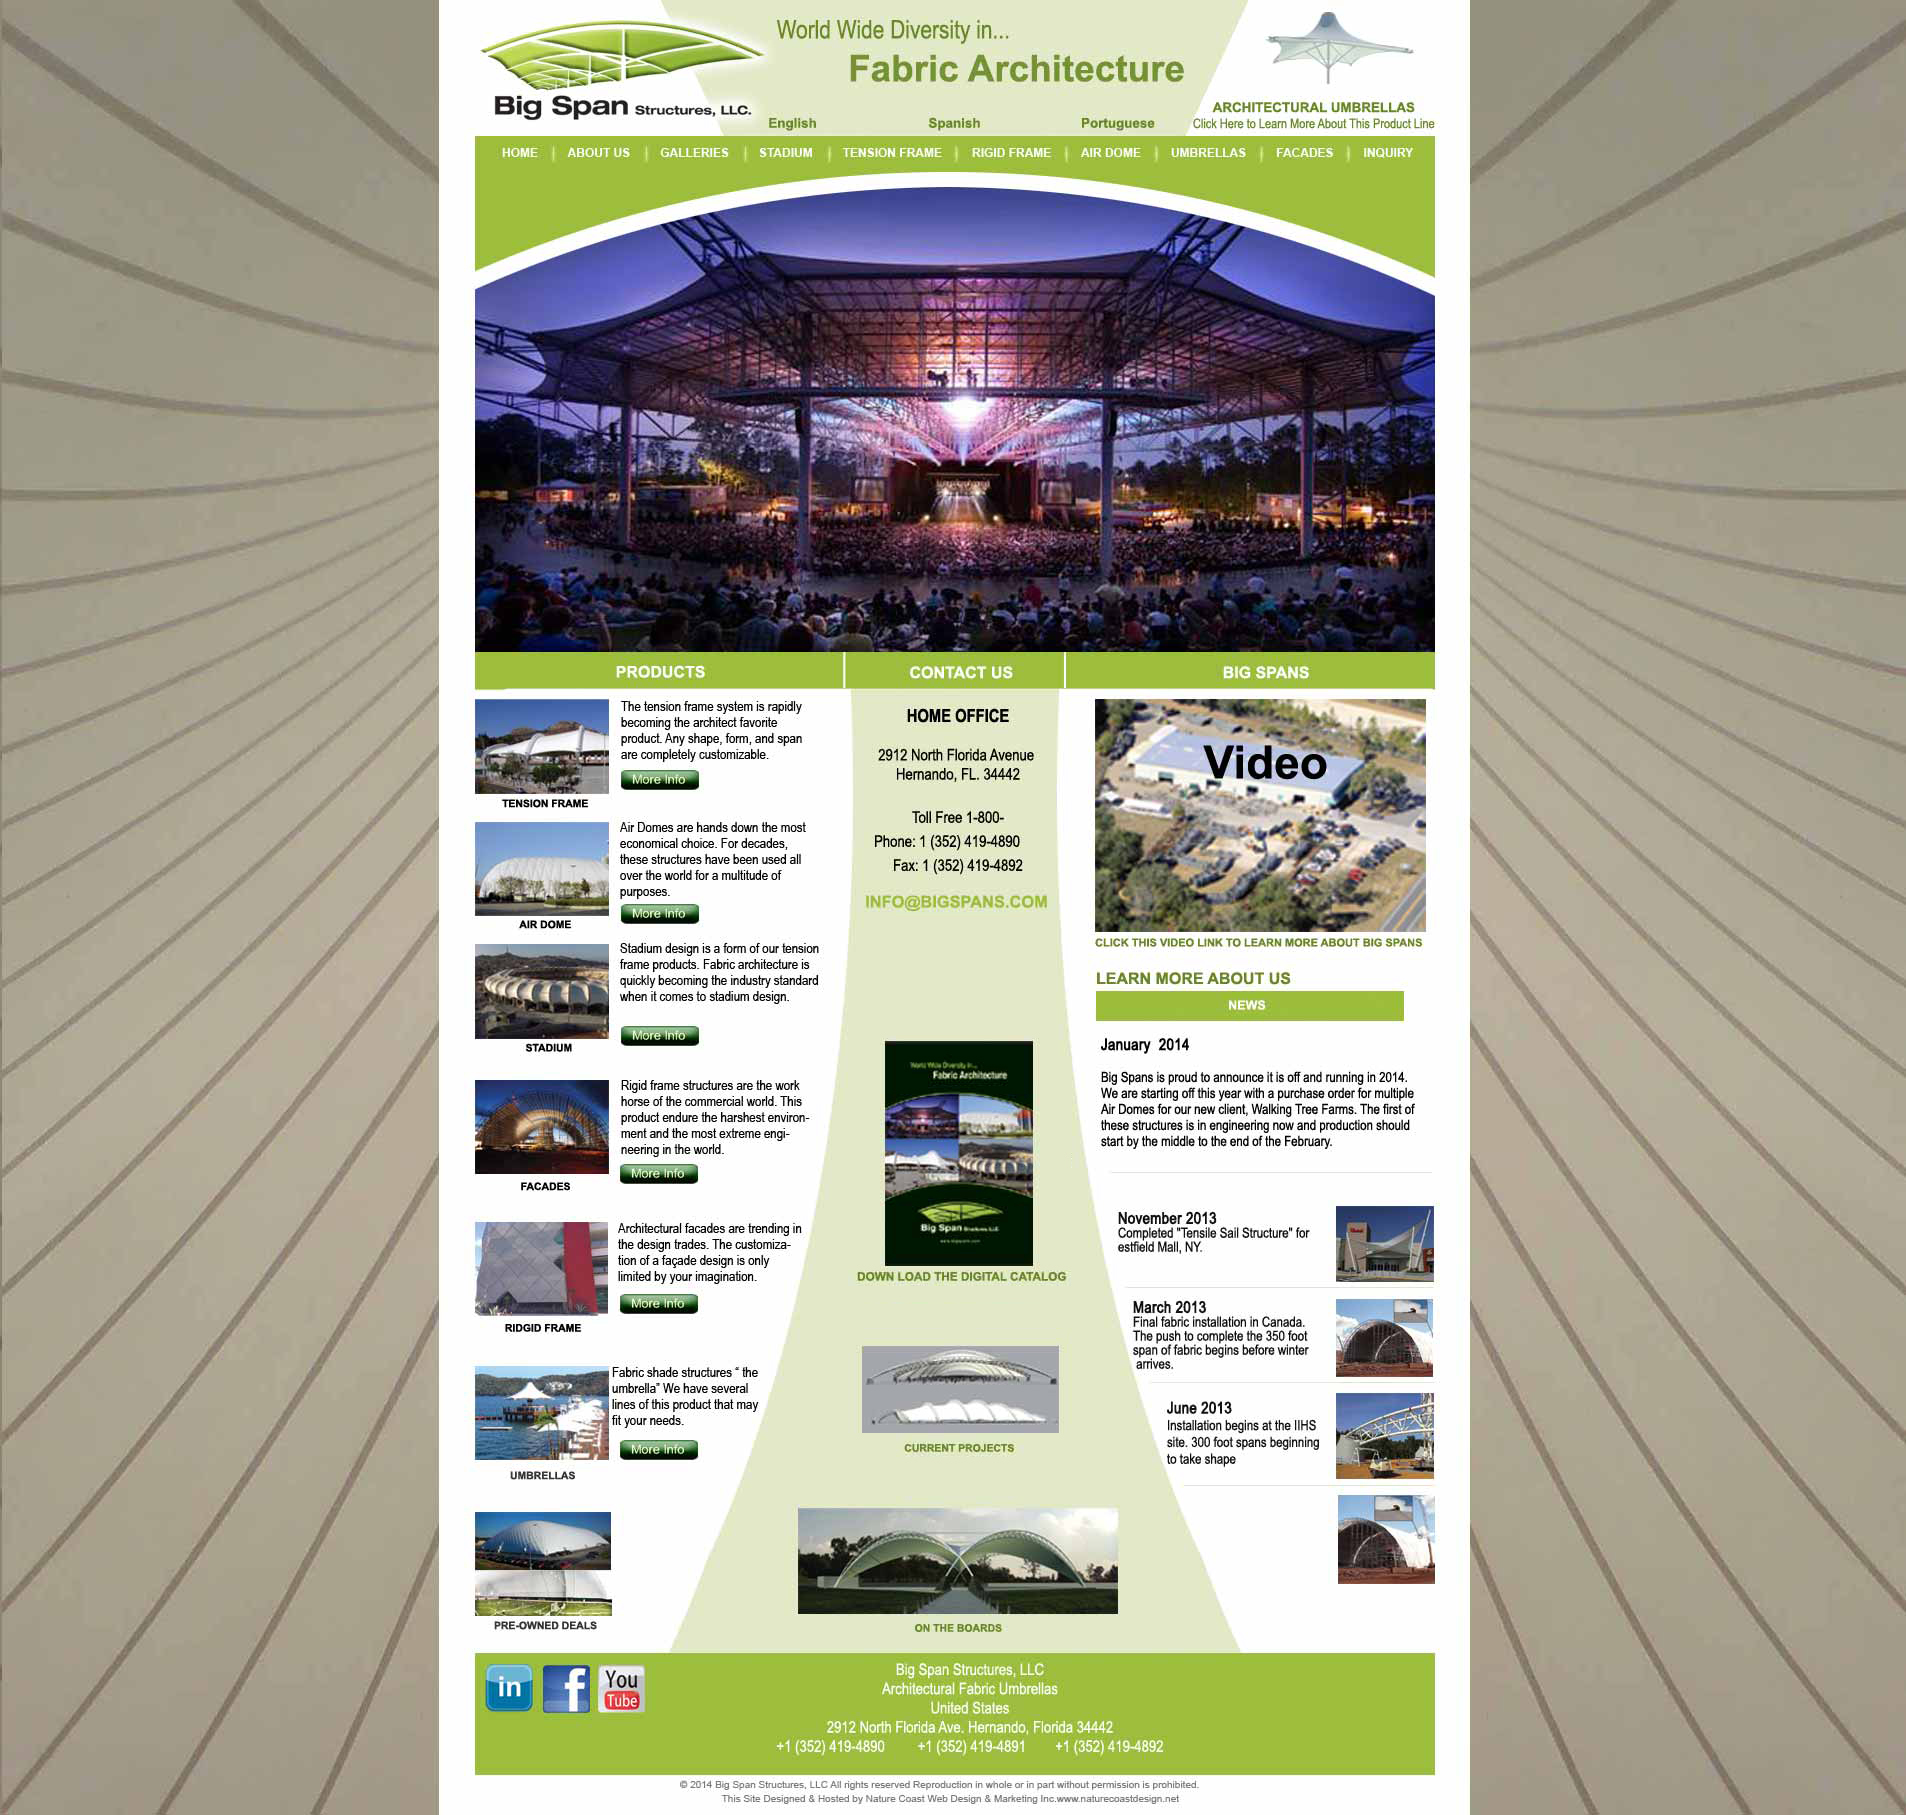 World Wide Diversity in...
Fabric Architecture
Big Span Structures, LLC.
English
Spanish
Portuguese
ARCHITECTURAL UMBRELLAS
Click Here to Learn More About This Product Line
HOME
ABOUT US
GALLERIES
STADIUM
TENSION FRAME
RIGID FRAME
AIR DOME
UMBRELLAS
FACADES
INQUIRY
PRODUCTS
CONTACT US
BIG SPANS
The tension frame system is rapidly
becoming the architect favorite
product. Any shape, form, and span
are completely customizable.
More Info
TENSION FRAME
Air Domes are hands down the most
economical choice. For decades,
these structures have been used all
over the world for a multitude of
purposes.
More Info
AIR DOME
Stadium design is a form of our tension
frame products. Fabric architecture is
quickly becoming the industry standard
when it comes to stadium design.
More Info
STADIUM
Rigid frame structures are the work
horse of the commercial world. This
product endure the harshest environ-
ment and the most extreme engi-
neering in the world.
More Info
FACADES
Architectural facades are trending in
the design trades. The customiza-
tion of a façade design is only
limited by your imagination.
More Info
RIDGID FRAME
Fabric shade structures “ the
umbrella” We have several
lines of this product that may
fit your needs.
More Info
UMBRELLAS
PRE-OWNED DEALS
HOME OFFICE
2912 North Florida Avenue
Hernando, FL. 34442
Toll Free 1-800-
Phone: 1 (352) 419-4890
Fax: 1 (352) 419-4892
INFO@BIGSPANS.COM
World Wide Diversity in...
Fabric Architecture
Big Span Structures LLC
www.bigspans.com
DOWN LOAD THE DIGITAL CATALOG
CURRENT PROJECTS
ON THE BOARDS
Video
CLICK THIS VIDEO LINK TO LEARN MORE ABOUT BIG SPANS
LEARN MORE ABOUT US
NEWS
January 2014
Big Spans is proud to announce it is off and running in 2014.
We are starting off this year with a purchase order for multiple
Air Domes for our new client, Walking Tree Farms. The first of
these structures is in engineering now and production should
start by the middle to the end of the February.
November 2013
Completed "Tensile Sail Structure" for
estfield Mall, NY.
March 2013
Final fabric installation in Canada.
The push to complete the 350 foot
span of fabric begins before winter
arrives.
June 2013
Installation begins at the IIHS
site. 300 foot spans beginning
to take shape
in
f
You
Tube
Big Span Structures, LLC
Architectural Fabric Umbrellas
United States
2912 North Florida Ave. Hernando, Florida 34442
+1 (352) 419-4890 +1 (352) 419-4891 +1 (352) 419-4892
© 2014 Big Span Structures, LLC All rights reserved Reproduction in whole or in part without permission is prohibited.
This Site Designed & Hosted by Nature Coast Web Design & Marketing Inc.www.naturecoastdesign.net